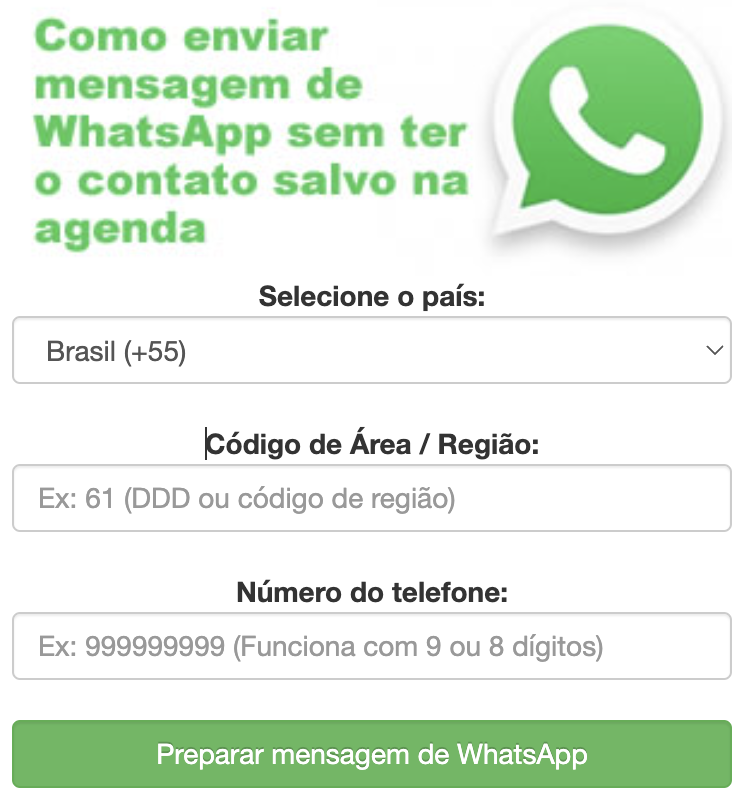 Como enviar
mensagem de
WhatsApp sem ter
o contato salvo na
agenda
Selecione o país:
Brasil (+55)
Código de Área / Região:
Ex: 61 (DDD ou código de região)
Número do telefone:
Ex: 999999999 (Funciona com 9 ou 8 dígitos)
Preparar mensagem de WhatsApp